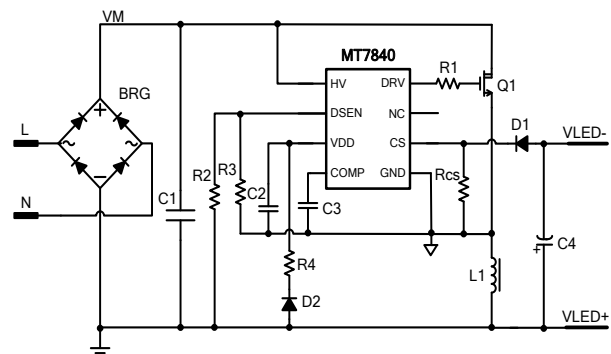 VM
MT7840
BRG
HV
DRV
R1
Q1
DSEN
NC
D1
VLED-
L
VDD
CS
R2
R3
C2
COMP
GND
Rcs
N
C1
C3
C4
+
R4
L1
D2
VLED+